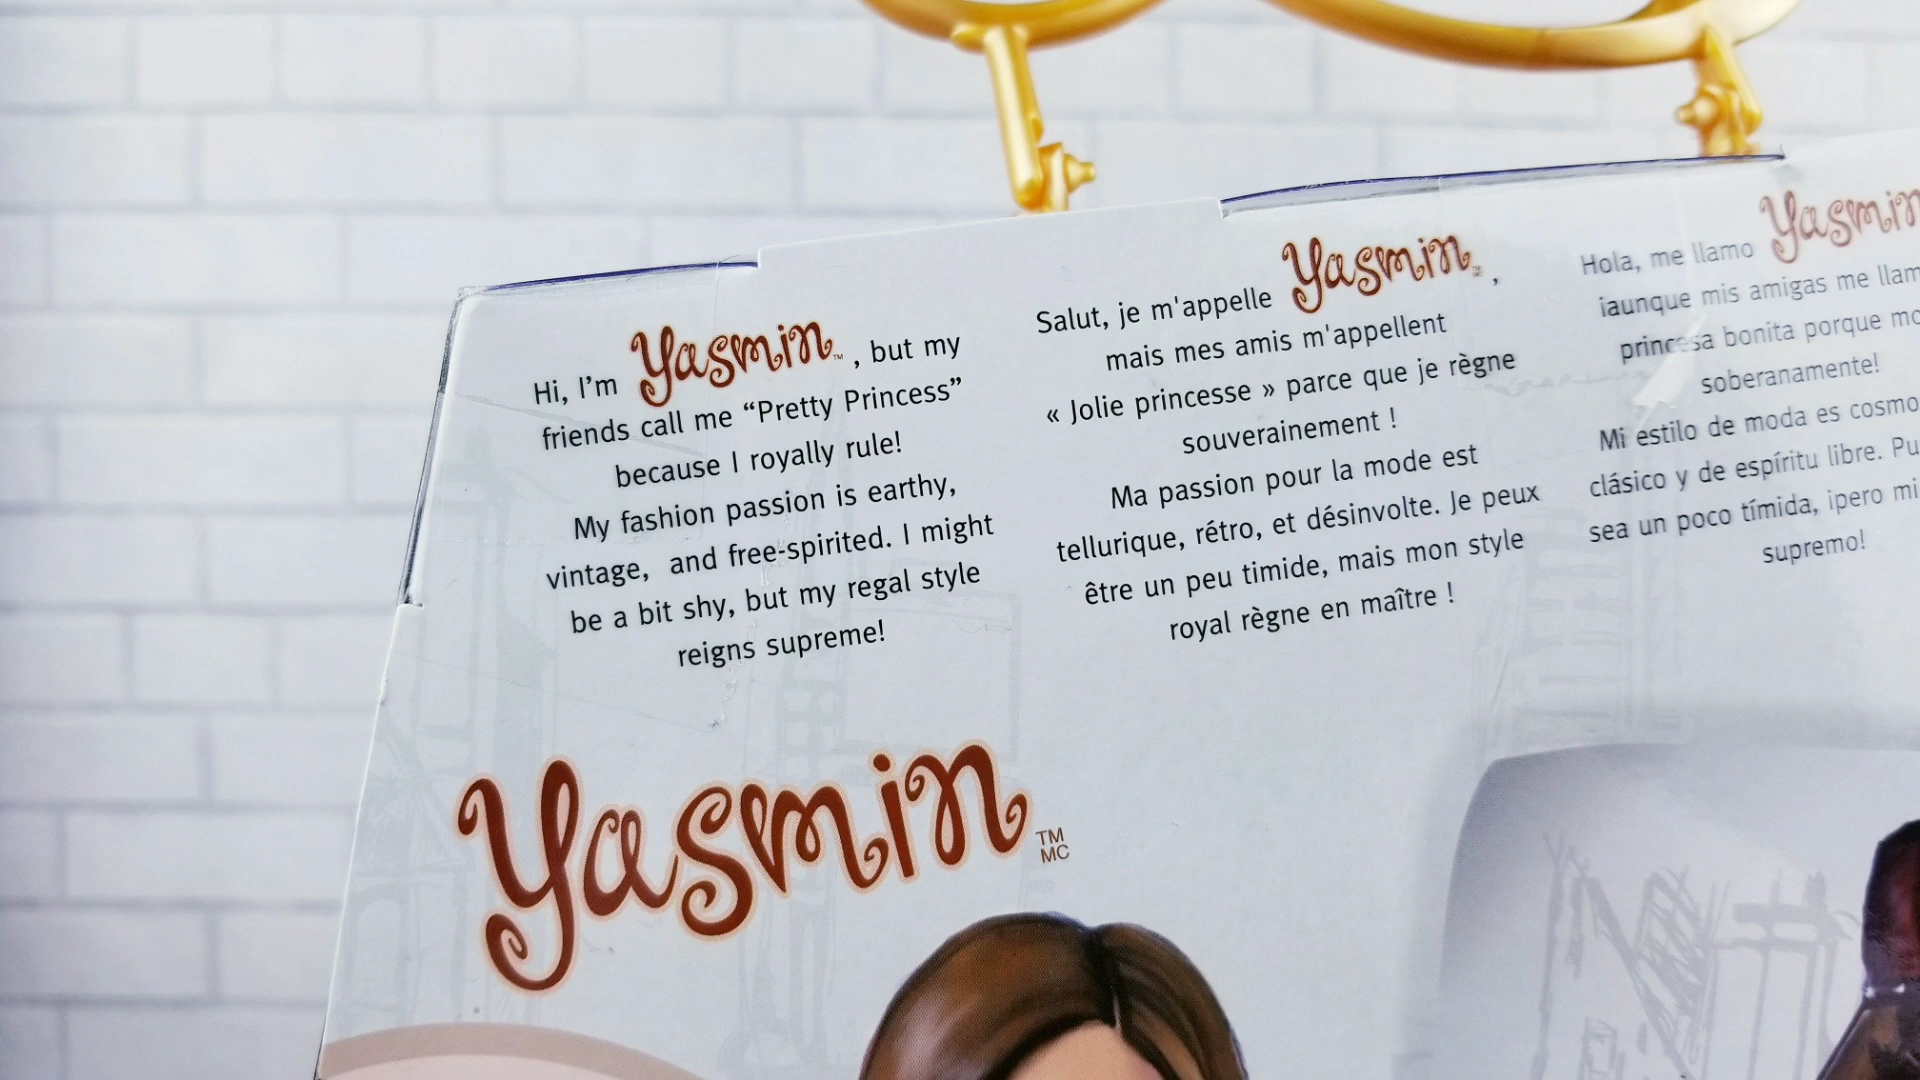 Hi, I'm Yasmin™, but my
friends call me “Pretty Princess”
because I royally rule!
My fashion passion is earthy,
vintage, and free-spirited. I might
be a bit shy, but my regal style
reigns supreme!
Salut, je m'appelle Yasmin™,
mais mes amis m'appellent
« Jolie princesse » parce que je règne
souverainement !
Ma passion pour la mode est
tellurique, rétro, et désinvolte. Je peux
être un peu timide, mais mon style
royal règne en maître !
Hola, me llamo Yasmin
¡aunque mis amigas me llam
princesa bonita porque mo
soberanamente!
Mi estilo de moda es cosmo
clásico y de espíritu libre. Pu
sea un poco tímida, ¡pero mi
supremo!
Yasmin
TM
MC